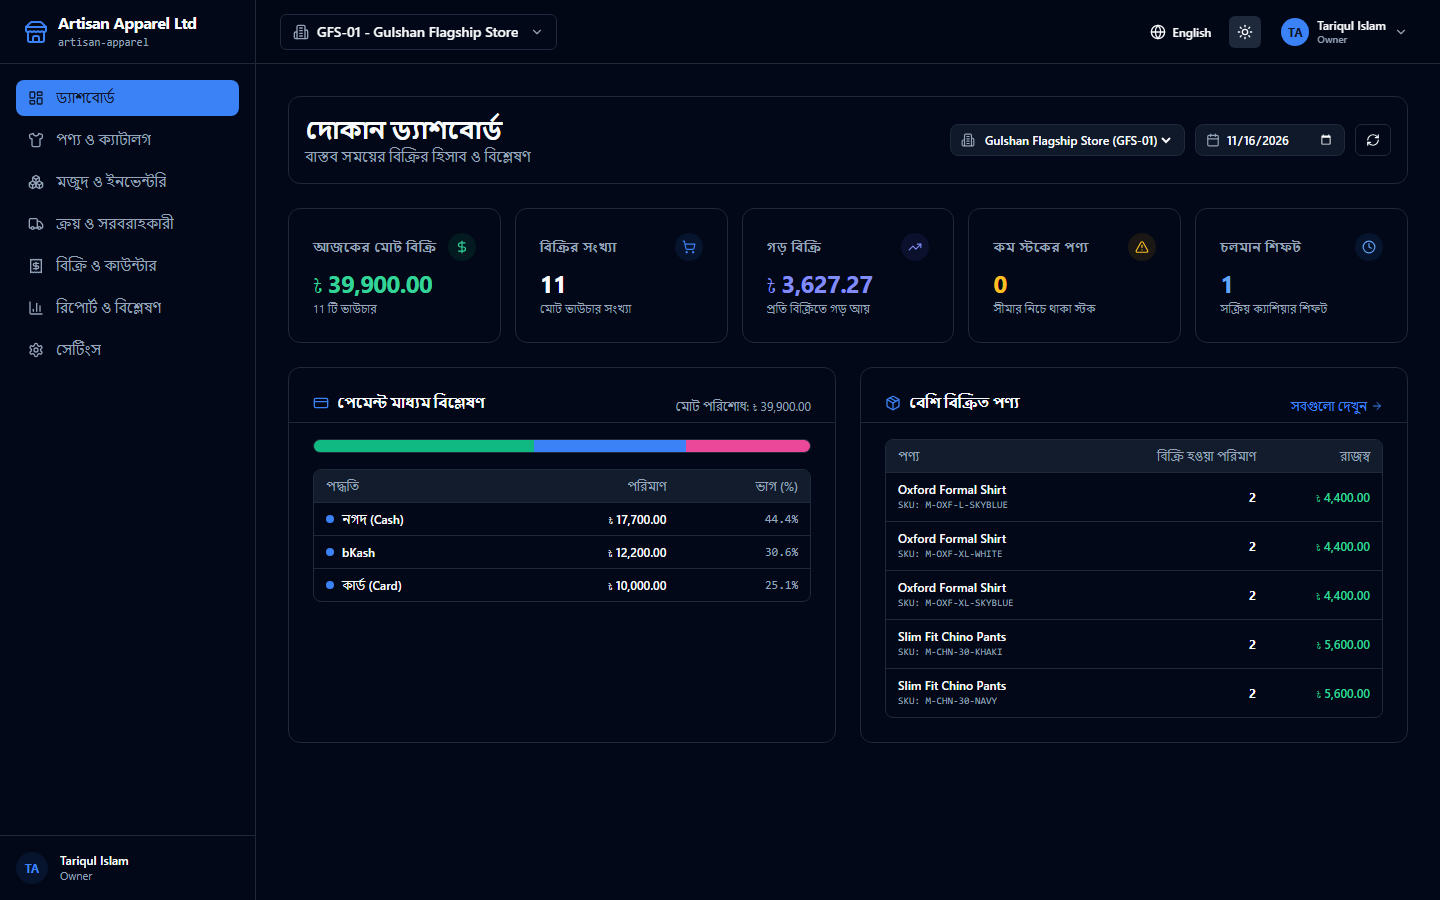 Artisan Apparel Ltd
artisan-apparel
GFS-01 - Gulshan Flagship Store
English
TA
Tariqul Islam
Owner
ড্যাশবোর্ড
পণ্য ও ক্যাটালগ
মজুদ ও ইনভেন্টরি
ক্রয় ও সরবরাহকারী
বিক্রি ও কাউন্টার
রিপোর্ট ও বিশ্লেষণ
সেটিংস
দোকান ড্যাশবোর্ড
বাস্তব সময়ের বিক্রির হিসাব ও বিশ্লেষণ
Gulshan Flagship Store (GFS-01)
11/16/2026
আজকের মোট বিক্রি
৳ 39,900.00
11 টি ভাউচার
বিক্রির সংখ্যা
11
মোট ভাউচার সংখ্যা
গড় বিক্রি
৳ 3,627.27
প্রতি বিক্রিতে গড় আয়
কম স্টকের পণ্য
0
সীমার নিচে থাকা স্টক
চলমান শিফট
1
সক্রিয় ক্যাশিয়ার শিফট
পেমেন্ট মাধ্যম বিশ্লেষণ
মোট পরিশোধ: ৳ 39,900.00
পদ্ধতি পরিমাণ ভাগ (%)
নগদ (Cash) ৳ 17,700.00 44.4%
bKash ৳ 12,200.00 30.6%
কার্ড (Card) ৳ 10,000.00 25.1%
বেশি বিক্রিত পণ্য
সবগুলো দেখুন →
পণ্য বিক্রি হওয়া পরিমাণ রাজস্ব
Oxford Formal Shirt 2 ৳ 4,400.00
SKU: M-OXF-L-SKYBLUE
Oxford Formal Shirt 2 ৳ 4,400.00
SKU: M-OXF-XL-WHITE
Oxford Formal Shirt 2 ৳ 4,400.00
SKU: M-OXF-XL-SKYBLUE
Slim Fit Chino Pants 2 ৳ 5,600.00
SKU: M-CHN-30-KHAKI
Slim Fit Chino Pants 2 ৳ 5,600.00
SKU: M-CHN-30-NAVY
TA
Tariqul Islam
Owner